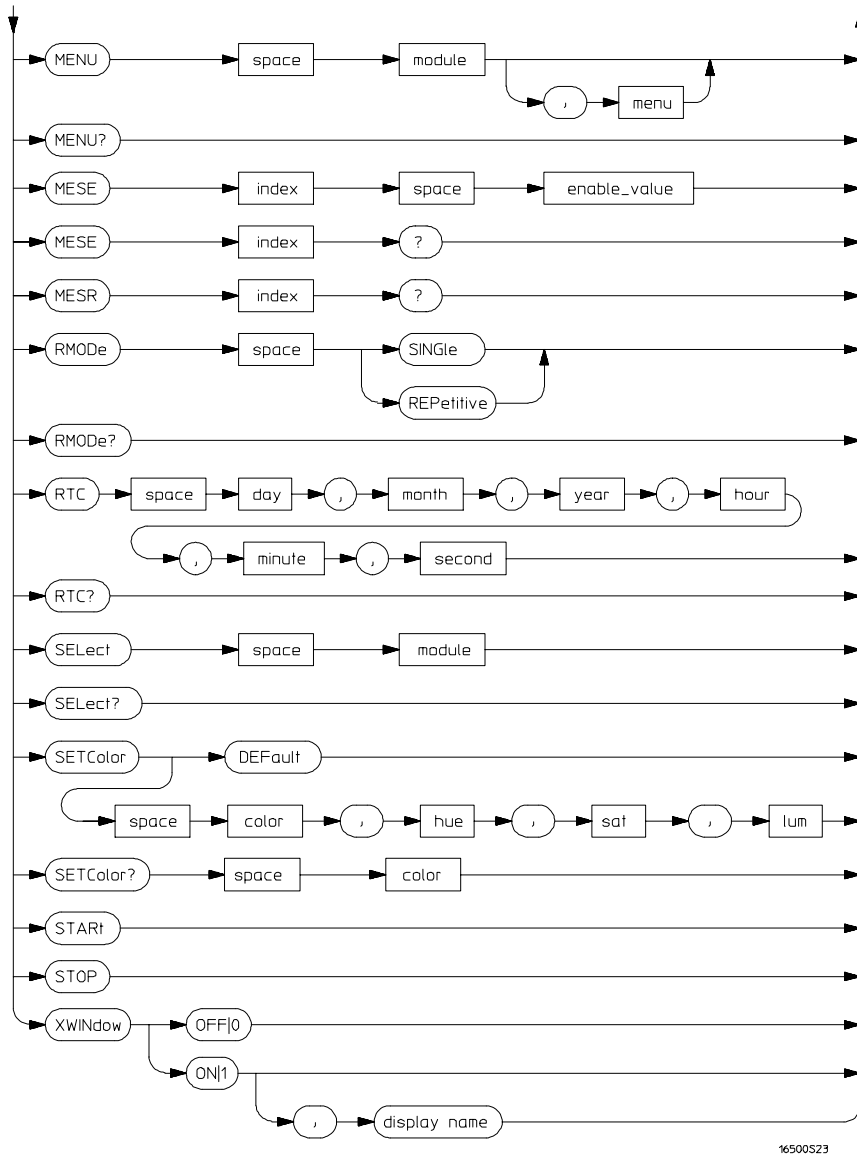 MENU space module
, menu
MENU?
MESE index space enable_value
MESE index ?
MESR index ?
RMODe space SINGle
REPetitive
RMODe?
RTC space day , month , year , hour
, minute , second
RTC?
SELect space module
SELect?
SETColor DEFault
space color , hue , sat , lum
SETColor? space color
STARt
STOP
XWINdow OFF|0
ON|1
, display name
16500S23